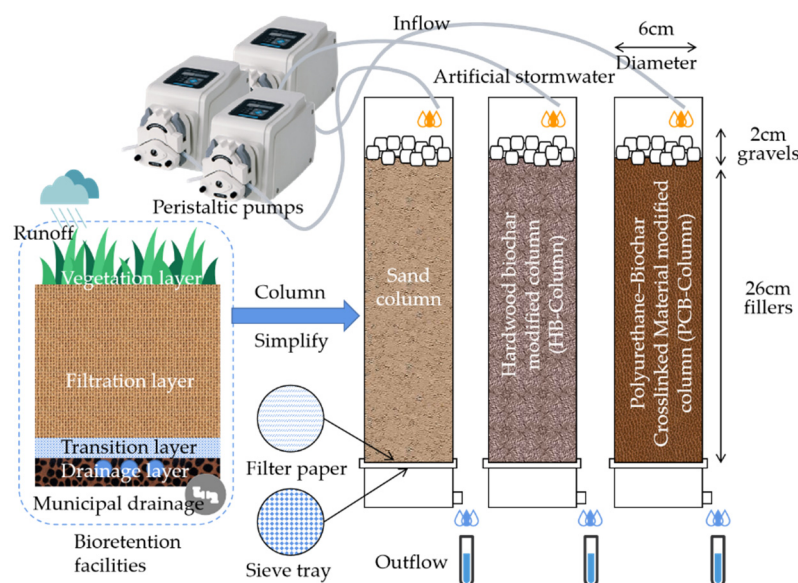 Inflow
6cm
Diameter
Artificial stormwater
2cm
gravels
Peristaltic pumps
Runoff
Vegetation layer
Filtration layer
Transition layer
Drainage layer
Municipal drainage
Bioretention
facilities
Column
Simplify
Filter paper
Sieve tray
Sand
column
Hardwood biochar
modified column
(HB-Column)
Polyurethane–Biochar
Crosslinked Material modified
column (PCB-Column)
26cm
fillers
Outflow